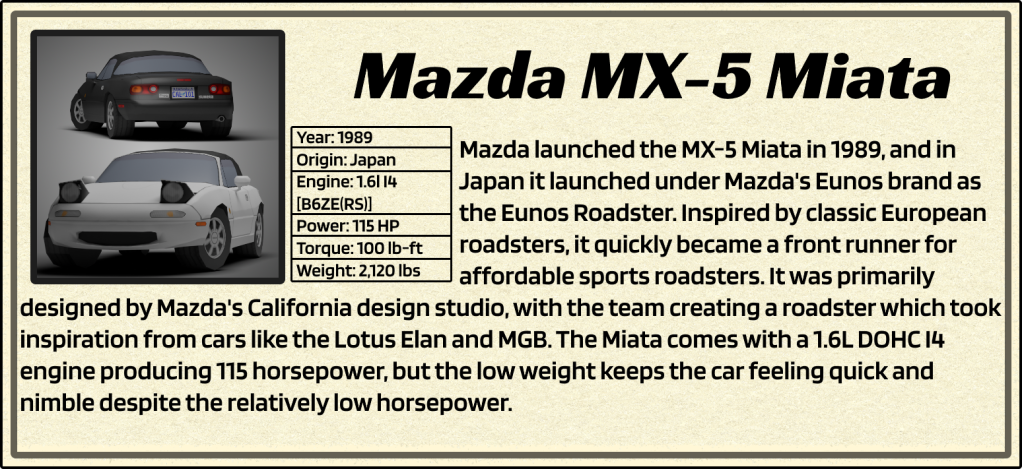 Mazda MX-5 Miata
Year: 1989
Origin: Japan
Engine: 1.6l I4
[B6ZE(RS)]
Power: 115 HP
Torque: 100 lb-ft
Weight: 2,120 lbs
Mazda launched the MX-5 Miata in 1989, and in
Japan it launched under Mazda's Eunos brand as
the Eunos Roadster. Inspired by classic European
roadsters, it quickly became a front runner for
affordable sports roadsters. It was primarily
designed by Mazda's California design studio, with the team creating a roadster which took
inspiration from cars like the Lotus Elan and MGB. The Miata comes with a 1.6L DOHC I4
engine producing 115 horsepower, but the low weight keeps the car feeling quick and
nimble despite the relatively low horsepower.